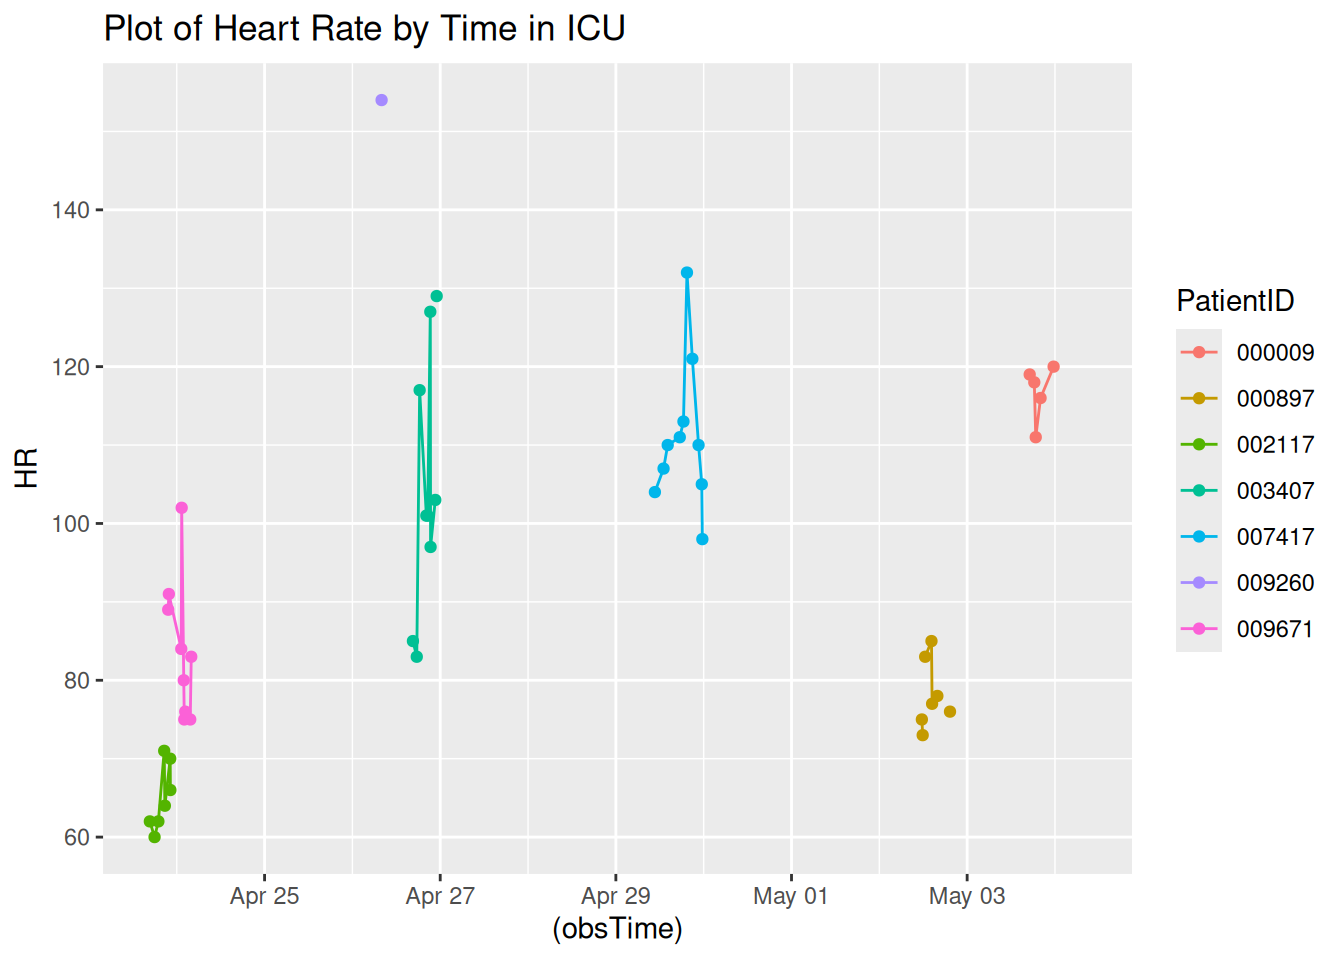 Plot of Heart Rate by Time in ICU
140
120
100
80
60
HR
Apr 25
Apr 27
Apr 29
May 01
May 03
(obsTime)
PatientID
000009
000897
002117
003407
007417
009260
009671